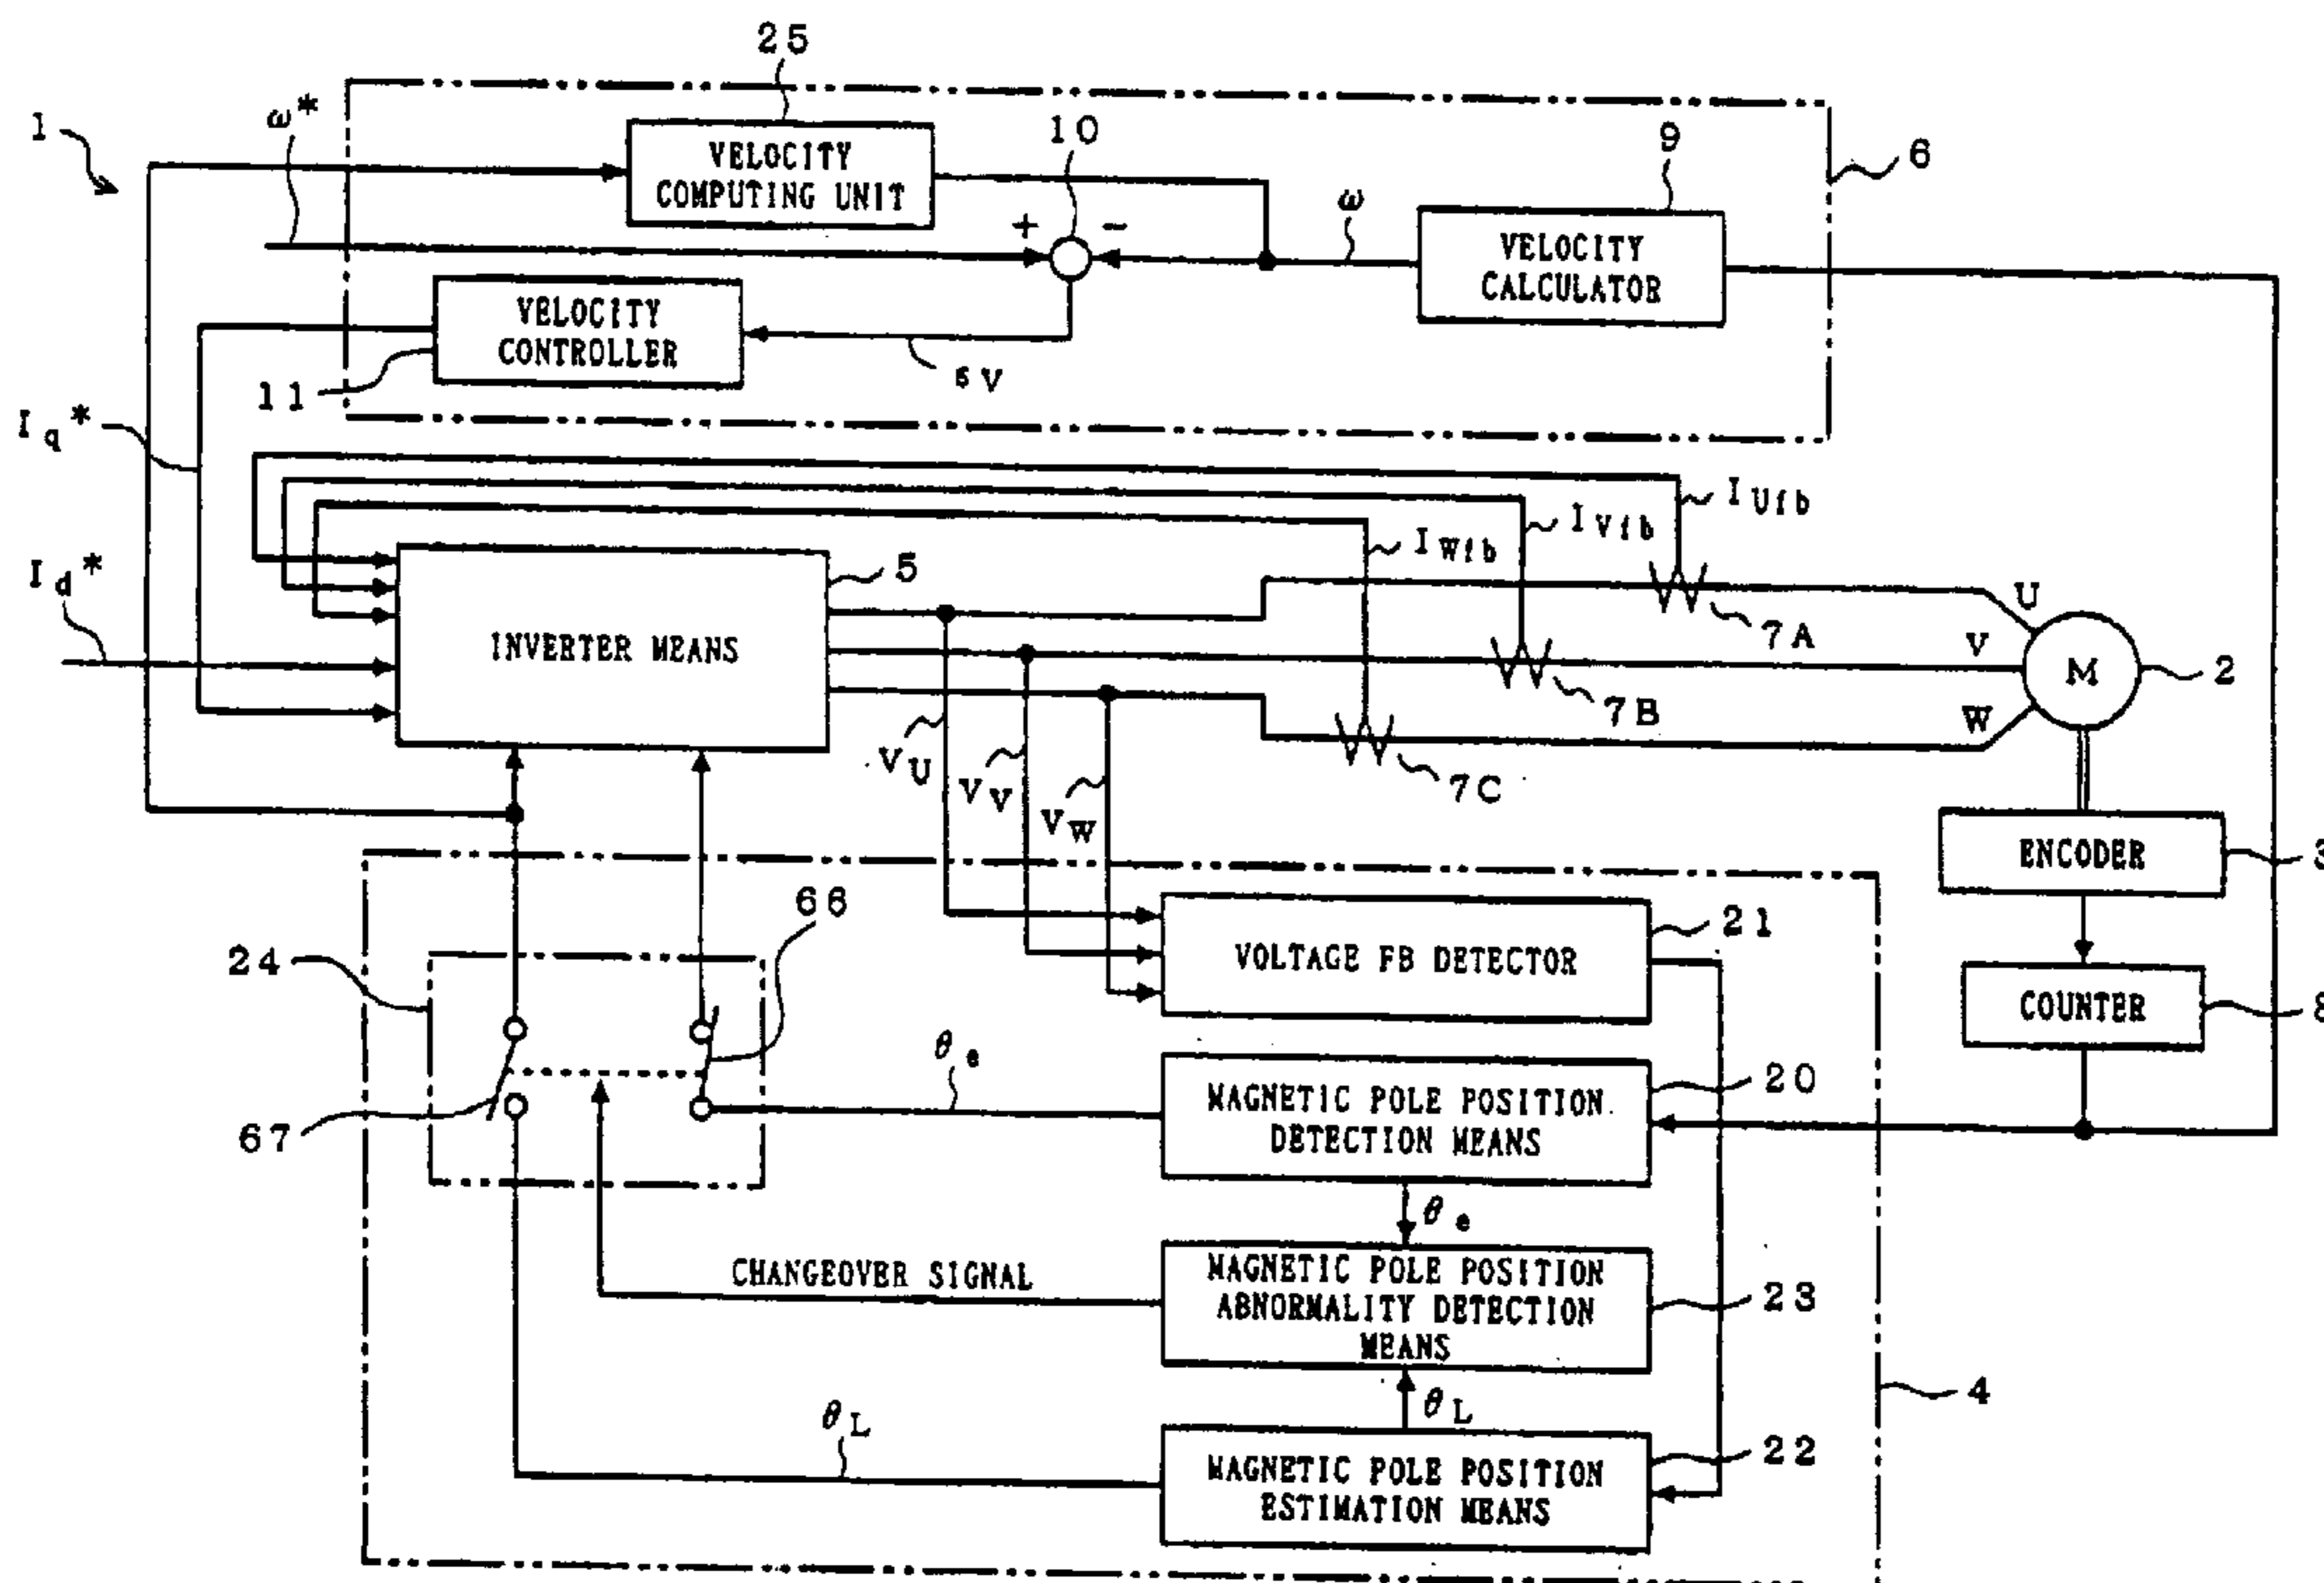 25
1
ω*
VELOCITY
COMPUTING UNIT
10
9
6
+
-
ω
VELOCITY
CALCULATOR
VELOCITY
CONTROLLER
11
εv
Iq*
IUfb
IVfb
IWfb
Id*
5
INVERTER MEANS
U
7A
V
M
2
7B
W
7C
VU
VV
VW
ENCODER
3
66
24
21
VOLTAGE FB DETECTOR
COUNTER
8
θe
20
MAGNETIC POLE POSITION
DETECTION MEANS
67
θe
CHANGEOVER SIGNAL
MAGNETIC POLE POSITION
ABNORMALITY DETECTION
MEANS
23
4
θL
θL
22
MAGNETIC POLE POSITION
ESTIMATION MEANS